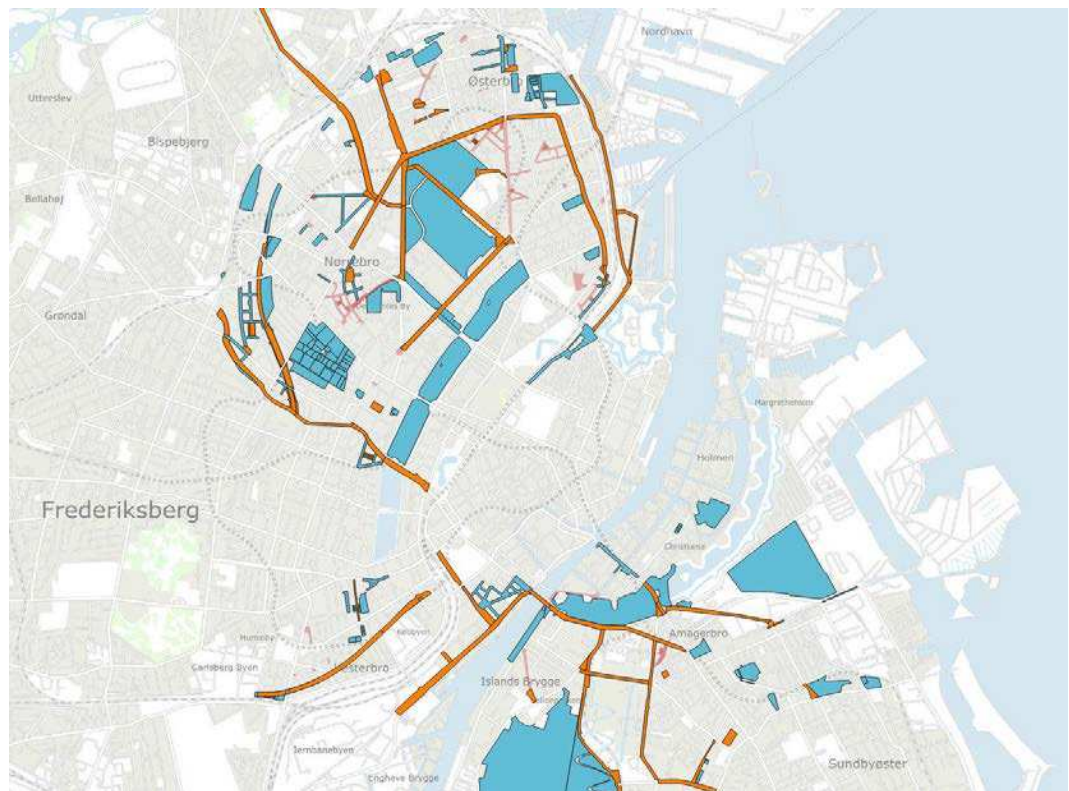 Nordhavn
Østerbro
Utterslev
Bispebjerg
Bellahøj
Nørrebro
Grøndal
Margretheholm
Holmen
Frederiksberg
Christiania
Humleby
Amagerbro
Carlsberg Byen
Vesterbro
Islands Brygge
Jernbanebyen
Sundbyøster
Enghave Brygge